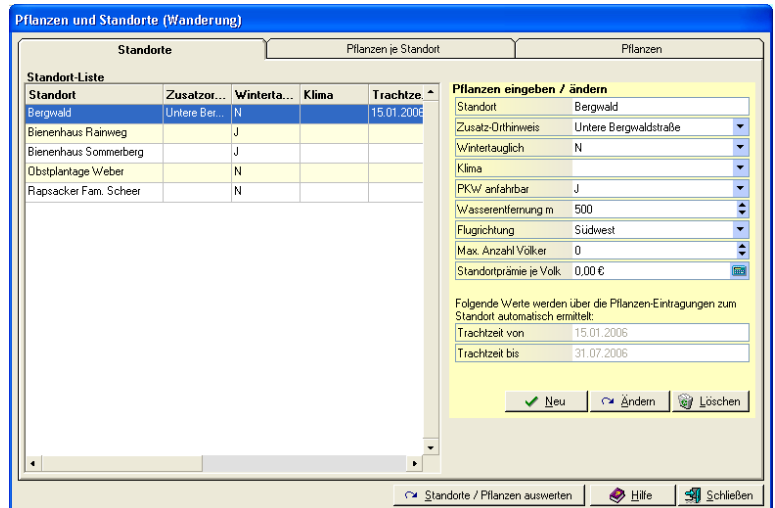 Pflanzen und Standorte (Wanderung)
Standorte Pflanzen je Standort Pflanzen
Standort-Liste
Standort Zusatzor... Winterta... Klima Trachtze
Bergwald Untere Ber... N 15.01.2006
Bienenhaus Rainweg J
Bienenhaus Sommerberg J
Obstplantage Weber N
Rapsacker Fam. Scheer N
Pflanzen eingeben / ändern
Standort Bergwald
Zusatz-Orthinweis Untere Bergwaldstraße
Wintertauglich N
Klima
PKW anfahrbar J
Wasserentfernung m 500
Flugrichtung Südwest
Max. Anzahl Völker 0
Standortprämie je Volk 0,00 €
Folgende Werte werden über die Pflanzen-Eintragungen zum
Standort automatisch ermittelt:
Trachtzeit von 15.01.2006
Trachtzeit bis 31.07.2006
Neu Ändern Löschen
Standorte / Pflanzen auswerten Hilfe Schließen